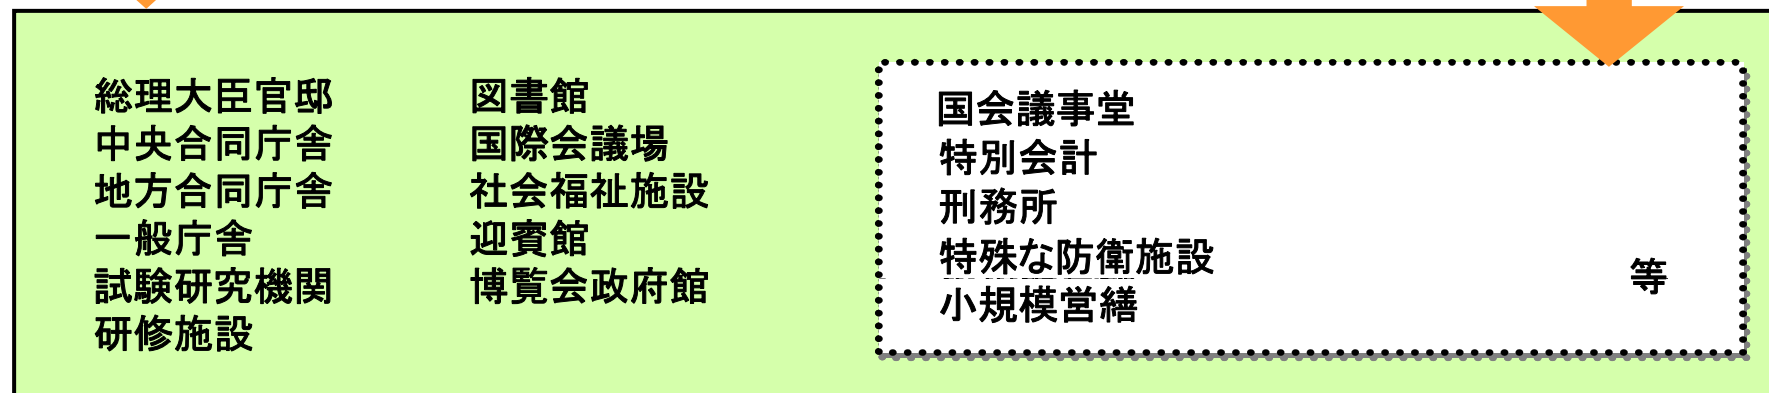 総理大臣官邸
中央合同庁舎
地方合同庁舎
一般庁舎
試験研究機関
研修施設
図書館
国際会議場
社会福祉施設
迎賓館
博覧会政府館
国会議事堂
特別会計
刑務所
特殊な防衛施設
小規模営繕
等